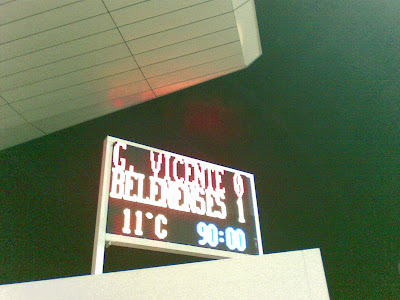 G. VICENTE 0
BELENENSES 1
11°C 90:00